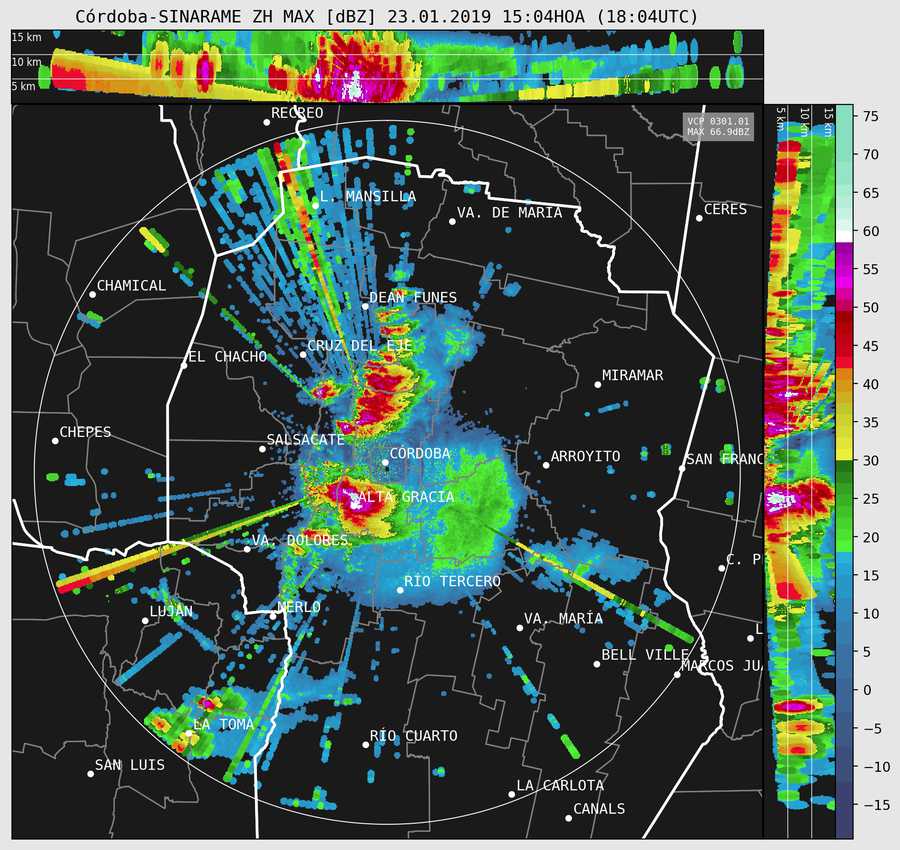 Córdoba-SINARAME ZH MAX [dBZ] 23.01.2019 15:04HOA (18:04UTC)
15 km
10 km
5 km
5 km
10 km
15 km
VCP 0301.01
MAX 66.9dBZ
RECREO
L. MANSILLA
VA. DE MARIA
CERES
CHAMICAL
DEAN FUNES
CRUZ DEL EJE
EL CHACHO
MIRAMAR
CHEPES
SALSACATE
CÓRDOBA
ARROYITO
SAN FRANC
ALTA GRACIA
VA. DOLORES
C. P
RÍO TERCERO
LUJÁN
MERLO
VA. MARÍA
L
BELL VILLE
MARCOS JUA
LA TOMA
RÍO CUARTO
SAN LUIS
LA CARLOTA
CANALS
75
70
65
60
55
50
45
40
35
30
25
20
15
10
5
0
−5
−10
−15